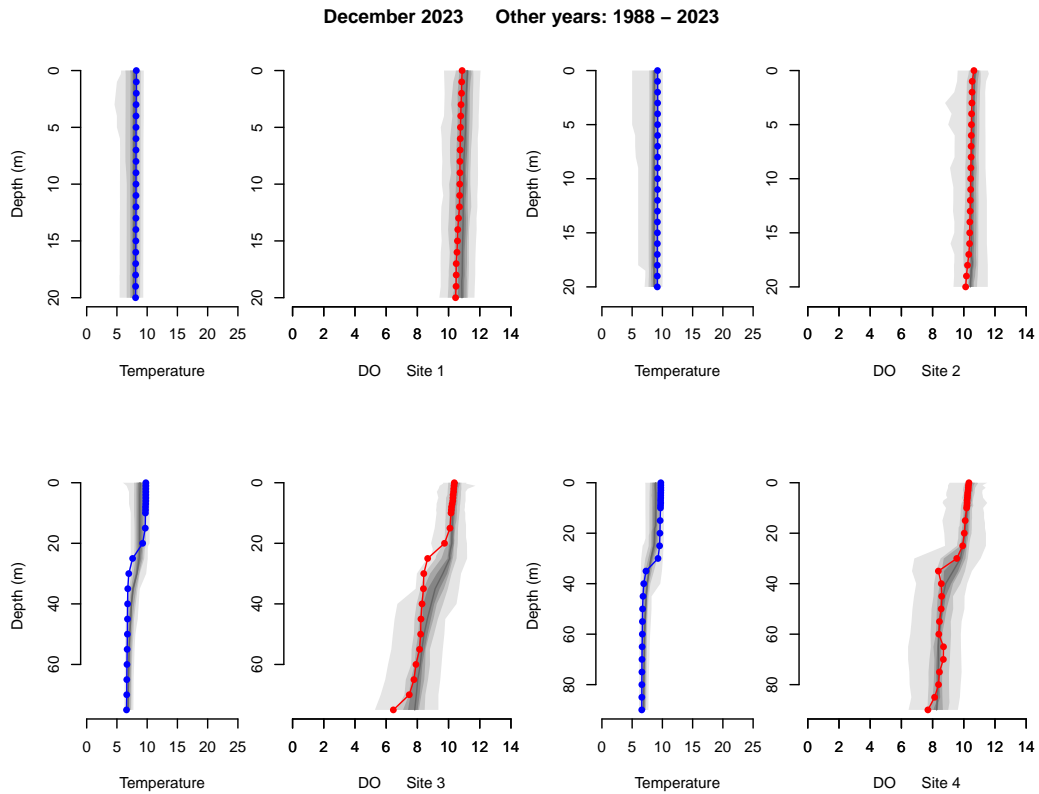 December 2023 Other years: 1988 – 2023
0 5 10 15 20
Depth (m)
0 5 10 15 20 25
Temperature
0 5 10 15 20
0 2 4 6 8 10 12 14
DO Site 1
0 5 10 15 20
Depth (m)
0 5 10 15 20 25
Temperature
0 5 10 15 20
0 2 4 6 8 10 12 14
DO Site 2
0 20 40 60
Depth (m)
0 5 10 15 20 25
Temperature
0 20 40 60
0 2 4 6 8 10 12 14
DO Site 3
0 20 40 60 80
Depth (m)
0 5 10 15 20 25
Temperature
0 20 40 60 80
0 2 4 6 8 10 12 14
DO Site 4